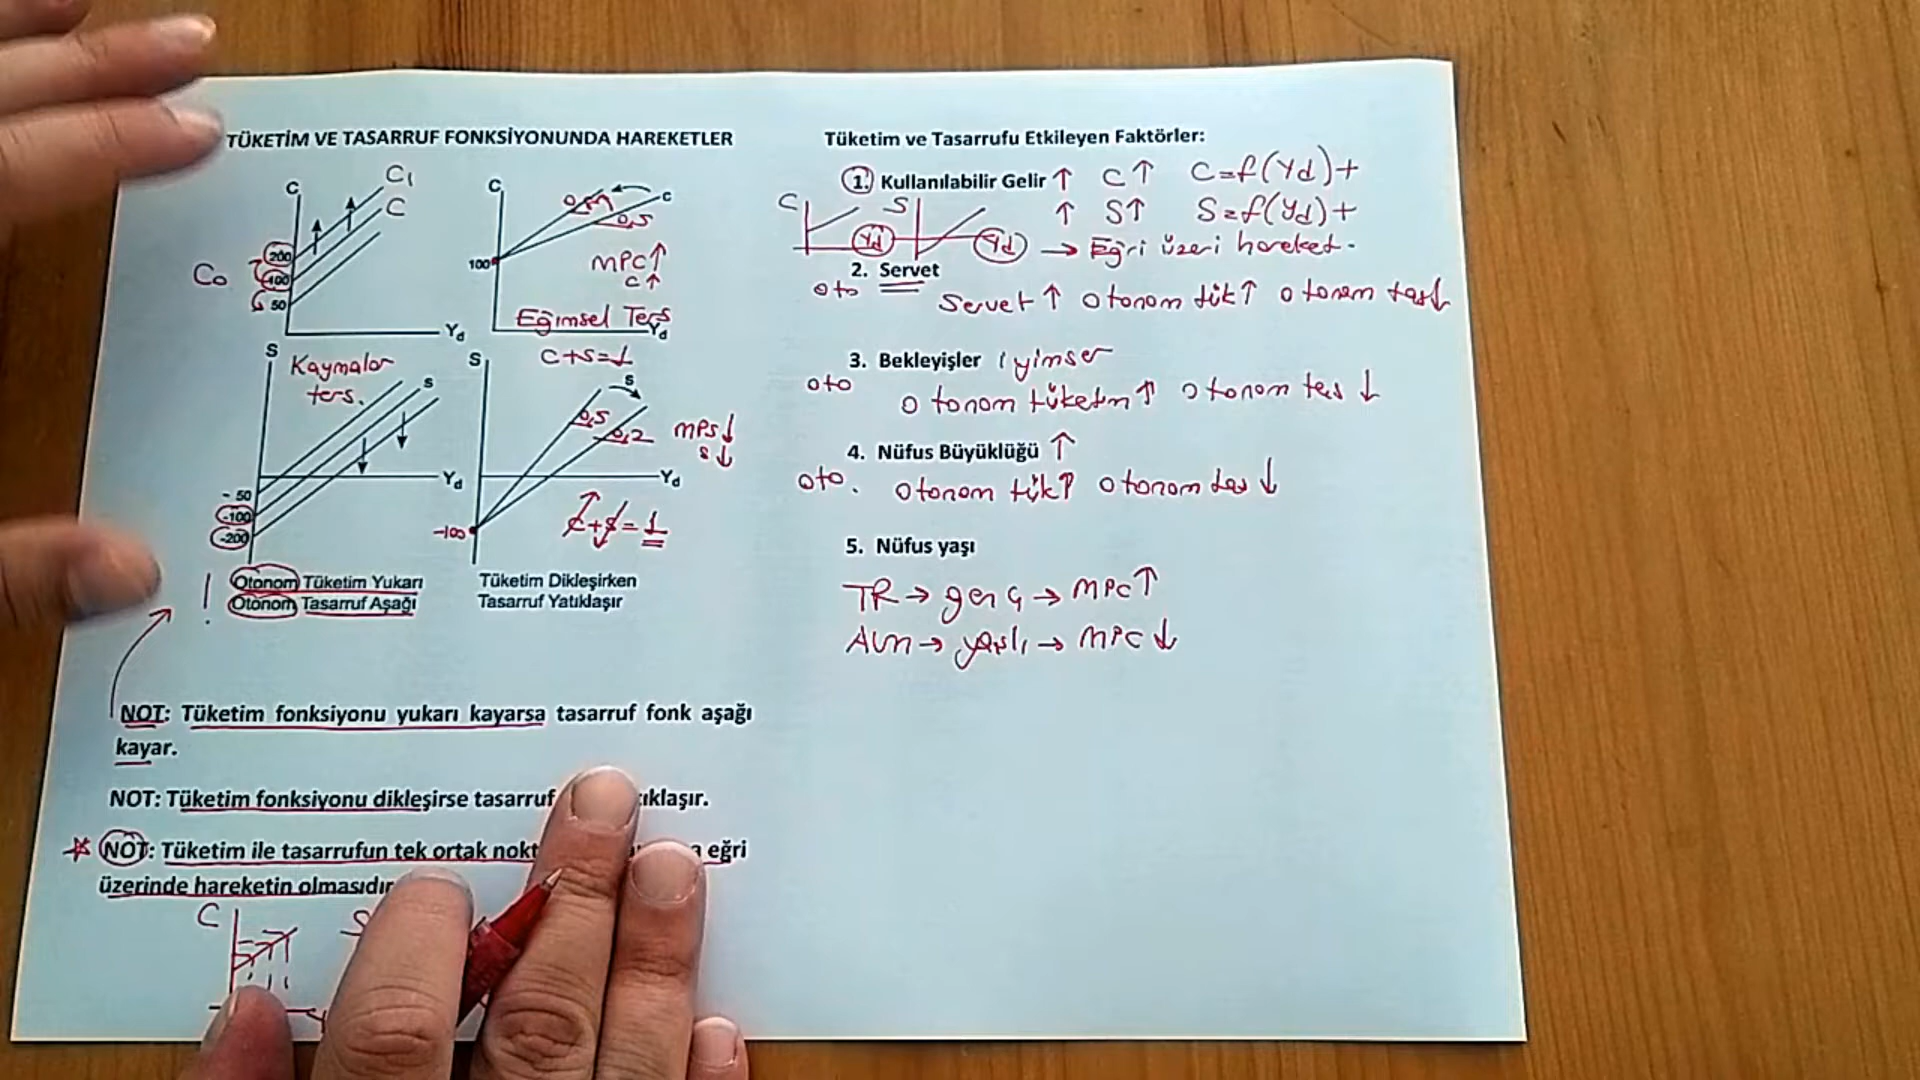 TÜKETİM VE TASARRUF FONKSİYONUNDA HAREKETLER
C
C₁
C
200
100
50
C₀
Yd
C
C
0,5
100
MPC↑
C↑
Eğimsel Ters
Yd
S
Kaymalar
ters.
S
Yd
- 50
-100
-200
C+S=1
S
S
0,5
0,2
MPS↓
S↓
Yd
-100
C+S=1
! Otonom Tüketim Yukarı
Otonom Tasarruf Aşağı
Tüketim Dikleşirken
Tasarruf Yatıklaşır
NOT: Tüketim fonksiyonu yukarı kayarsa tasarruf fonk aşağı
kayar.
NOT: Tüketim fonksiyonu dikleşirse tasarruf
NOT: Tüketim ile tasarrufun tek ortak eğri
üzerinde hareketin olmasıdır
C
S
Tüketim ve Tasarrufu Etkileyen Faktörler:
1. Kullanılabilir Gelir ↑ C↑ C=f(Yd)+
↑ S↑ S=f(Yd)+
C S
Yd Yd → Eğri üzeri hareket.
2. Servet
oto Servet ↑ Otonom tük↑ otonom tas↓
3. Bekleyişler iyimser
oto
otonom tüketim↑ otonom tas ↓
4. Nüfus Büyüklüğü ↑
oto. otonom tük↑ otonom tas ↓
5. Nüfus yaşı
TR → genç → MPC↑
Alm → yaşlı → MPC↓